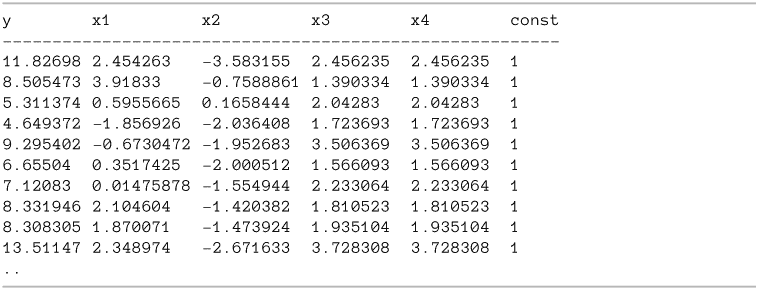 y x1 x2 x3 x4 const
--------------------------------------------------------
11.82698 2.454263 -3.583155 2.456235 2.456235 1
8.505473 3.91833 -0.7588861 1.390334 1.390334 1
5.311374 0.5955665 0.1658444 2.04283 2.04283 1
4.649372 -1.856926 -2.036408 1.723693 1.723693 1
9.295402 -0.6730472 -1.952683 3.506369 3.506369 1
6.65504 0.3517425 -2.000512 1.566093 1.566093 1
7.12083 0.01475878 -1.554944 2.233064 2.233064 1
8.331946 2.104604 -1.420382 1.810523 1.810523 1
8.308305 1.870071 -1.473924 1.935104 1.935104 1
13.51147 2.348974 -2.671633 3.728308 3.728308 1
..